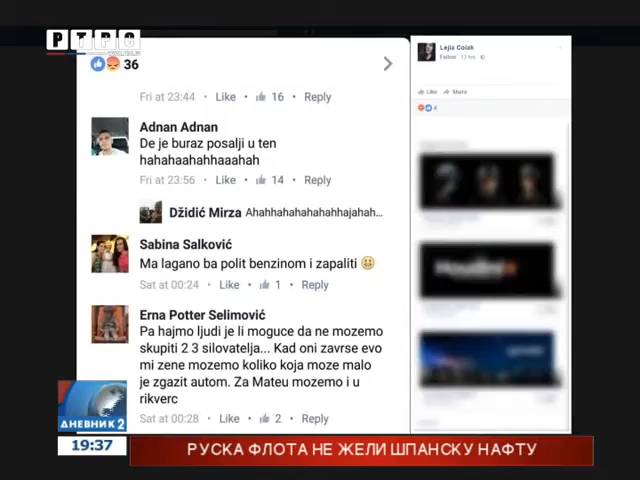 РТРС
36
Fri at 23:44 · Like · 16 · Reply
Adnan Adnan
De je buraz posalji u ten
hahahaahahhaaahah
Fri at 23:56 · Like · 14 · Reply
Džidić Mirza Ahahhahahahahahhajahah...
Sabina Salković
Ma lagano ba polit benzinom i zapaliti
Sat at 00:24 · Like · 1 · Reply
Erna Potter Selimović
Pa hajmo ljudi je li moguce da ne mozemo
skupiti 2 3 silovatelja... Kad oni zavrse evo
mi zene mozemo koliko koja moze malo
je zgazit autom. Za Mateu mozemo i u
rikverc
Sat at 00:28 · Like · 2 · Reply
Lejla Colak
Follow · 12 hrs
Like Share
ДНЕВНИК 2
19:37
РУСКА ФЛОТА НЕ ЖЕЛИ ШПАНСКУ НАФТУ